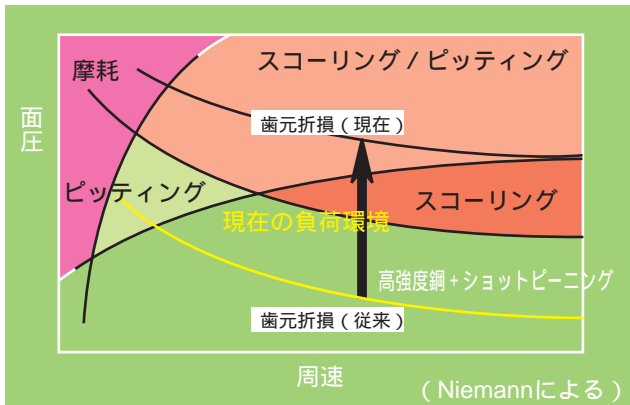 摩耗
スコーリング / ピッティング
面圧
歯元折損（現在）
ピッティング
スコーリング
現在の負荷環境
高強度鋼 + ショットピーニング
歯元折損（従来）
周速
（Niemannによる）